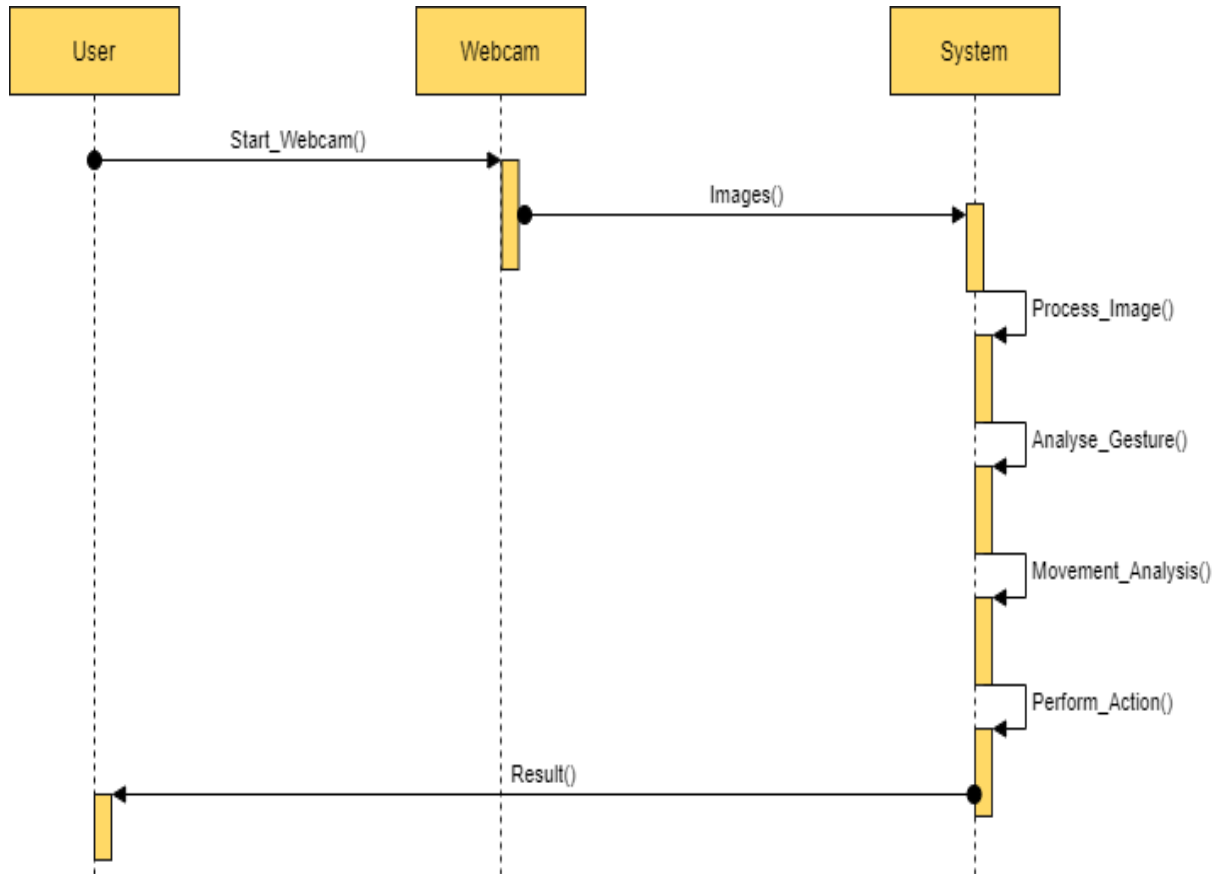 User
Webcam
System
Start_Webcam()
Images()
Process_Image()
Analyse_Gesture()
Movement_Analysis()
Perform_Action()
Result()